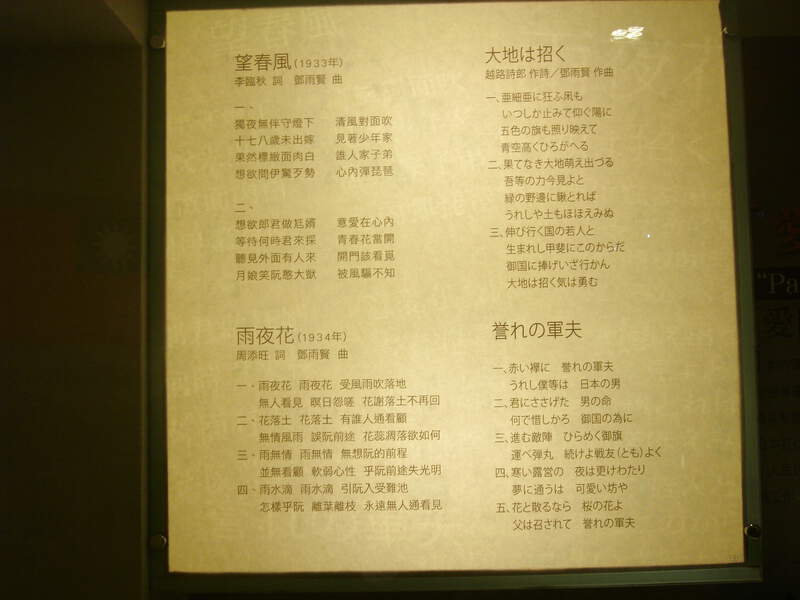 望春風(1933年)
李臨秋 詞　鄧雨賢 曲
一、
獨夜無伴守燈下　清風對面吹
十七八歲未出嫁　見著少年家
果然標緻面肉白　誰人家子弟
想欲問伊驚歹勢　心內彈琵琶
二、
想欲郎君做尪婿　意愛在心內
等待何時君來採　青春花當開
聽見外面有人來　開門該看覓
月娘笑阮憨大獃　被風騙不知
雨夜花(1934年)
周添旺 詞　鄧雨賢 曲
一・雨夜花　雨夜花　受風雨吹落地
無人看見　暝日怨嗟　花謝落土不再回
二・花落土　花落土　有誰人通看顧
無情風雨　誤阮前途　花蕊凋落欲如何
三・雨無情　雨無情　無想阮的前程
並無看顧　軟弱心性　乎阮前途失光明
四・雨水滴　雨水滴　引阮入受難池
怎樣乎阮　離葉離枝　永遠無人通看見
大地は招く
越路詩郎 作詩／鄧雨賢 作曲
一、亜細亜に狂ふ凩も
いつしか止みて仰ぐ陽に
五色の旗も照り映えて
青空高くひろがへる
二、果てなき大地萌え出づる
吾等の力今見よと
緑の野邊に鍬とれば
うれしや土もほほえみぬ
三、伸び行く国の若人と
生まれし甲斐にこのからだ
御国に捧げいざ行かん
大地は招く気は勇む
誉れの軍夫
一、赤い襷に　誉れの軍夫
うれし僕等は　日本の男
二、君にささげた　男の命
何で惜しかろ　御国の為に
三、進む敵陣　ひらめく御旗
運べ弾丸　続けよ戦友(とも)よく
四、寒い露営の　夜は更けわたり
夢に通うは　可愛い坊や
五、花と散るなら　桜の花よ
父は召されて　誉れの軍夫
"Pa
愛